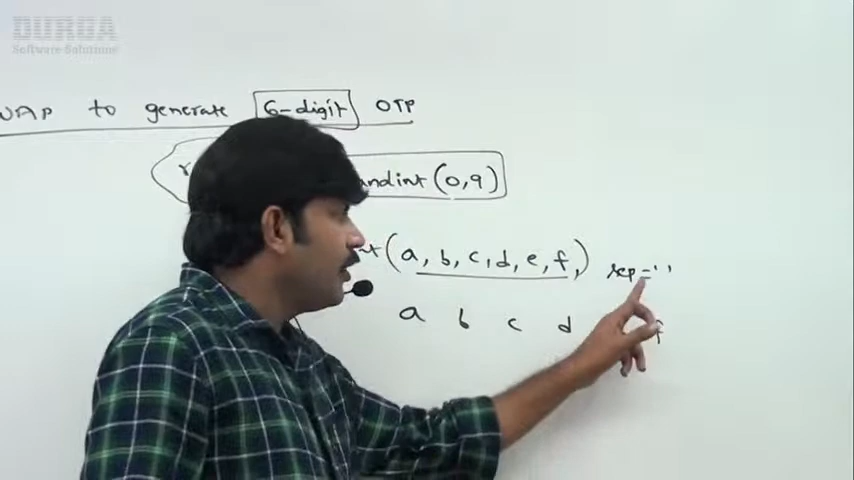 DURGA
Software Solutions
WAP to generate 6-digit OTP
randint(0,9)
(a, b, c, d, e, f,) sep=''
a b c d f